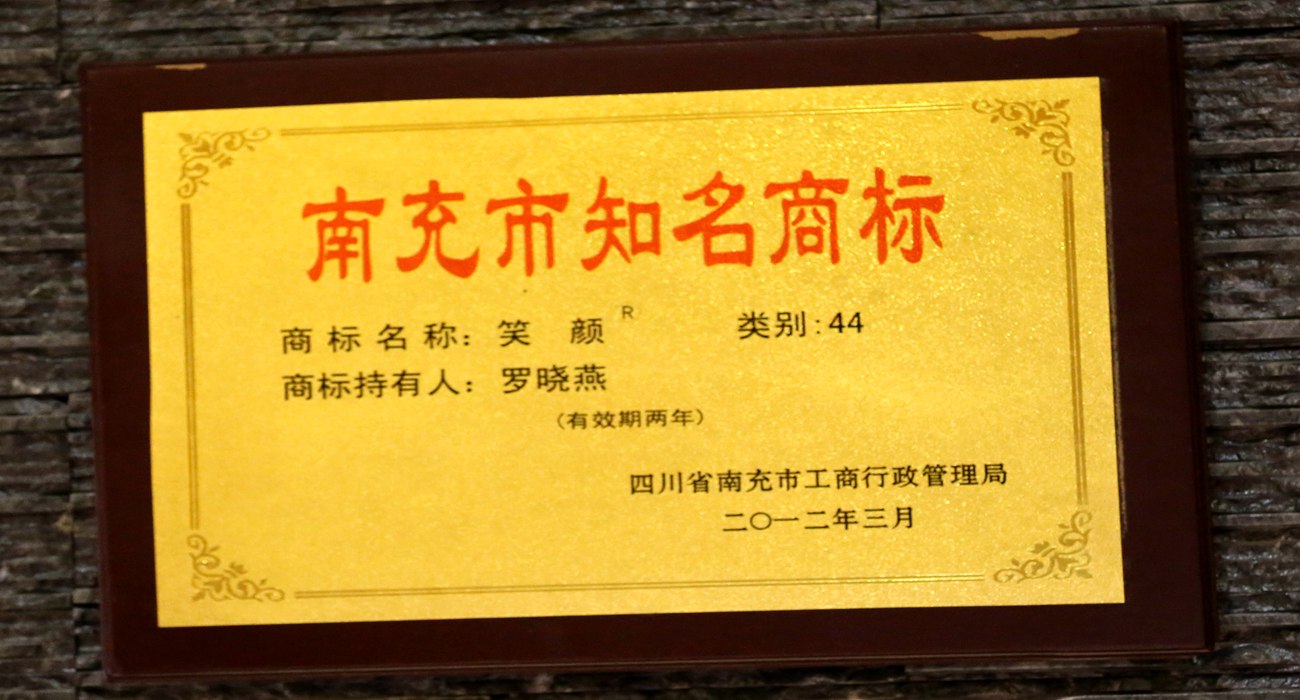 南充市知名商标
商标名称：笑 颜 R 类别:44
商标持有人：罗晓燕
（有效期两年）
四川省南充市工商行政管理局
二〇一二年三月